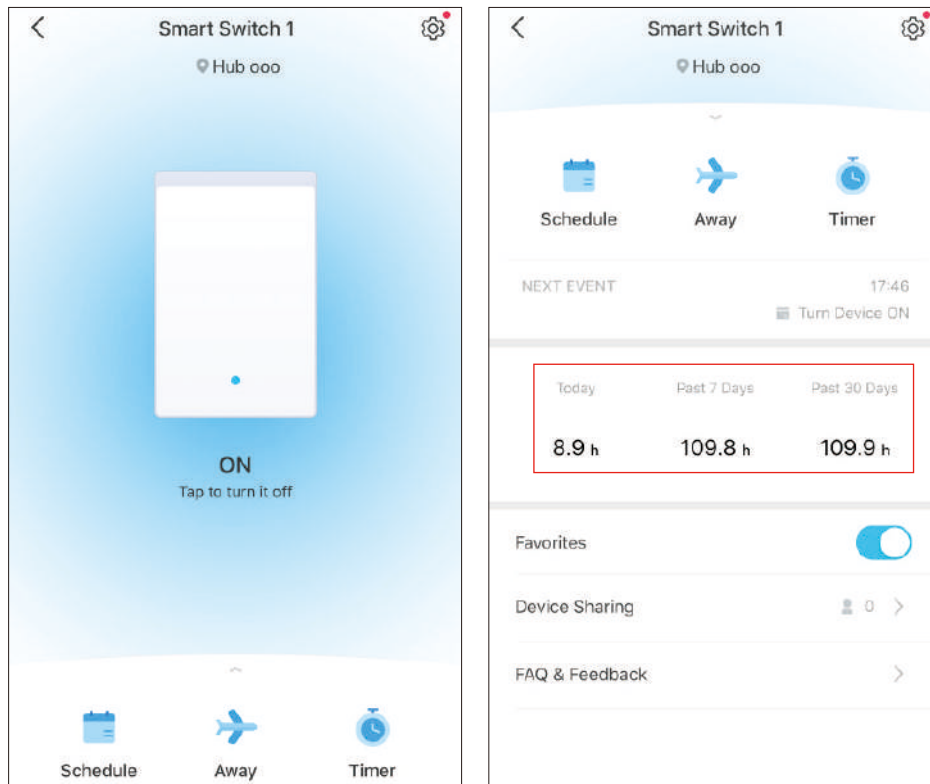 Smart Switch 1
Hub ooo
ON
Tap to turn it off
Schedule Away Timer
Smart Switch 1
Hub ooo
Schedule Away Timer
NEXT EVENT 17:46
Turn Device ON
Today Past 7 Days Past 30 Days
8.9 h 109.8 h 109.9 h
Favorites
Device Sharing 0
FAQ & Feedback